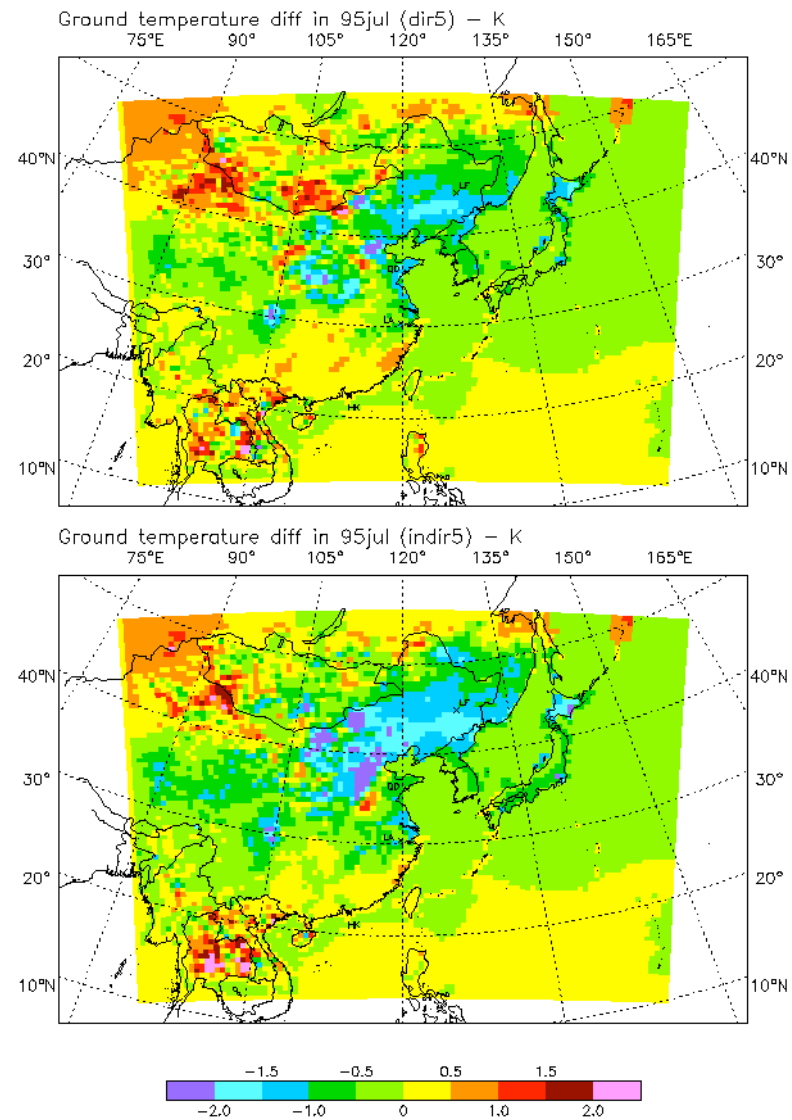 Ground temperature diff in 95jul (dir5) – K
75°E 90° 105° 120° 135° 150° 165°E
40°N 40°N
30° 30°
QD
LA
20° 20°
HK
10°N 10°N
Ground temperature diff in 95jul (indir5) – K
75°E 90° 105° 120° 135° 150° 165°E
40°N 40°N
30° 30°
QD
LA
20° 20°
HK
10°N 10°N
−1.5 −0.5 0.5 1.5
−2.0 −1.0 0 1.0 2.0